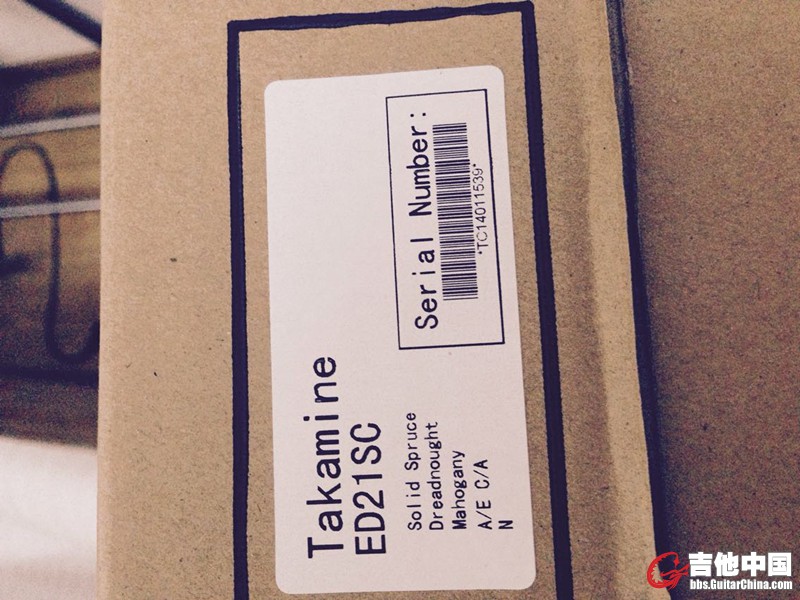 Takamine
ED21SC
Solid Spruce
Dreadnought
Mahogany
A/E C/A
N
Serial Number:
*TC14011539*
吉他中国
bbs.GuitarChina.com